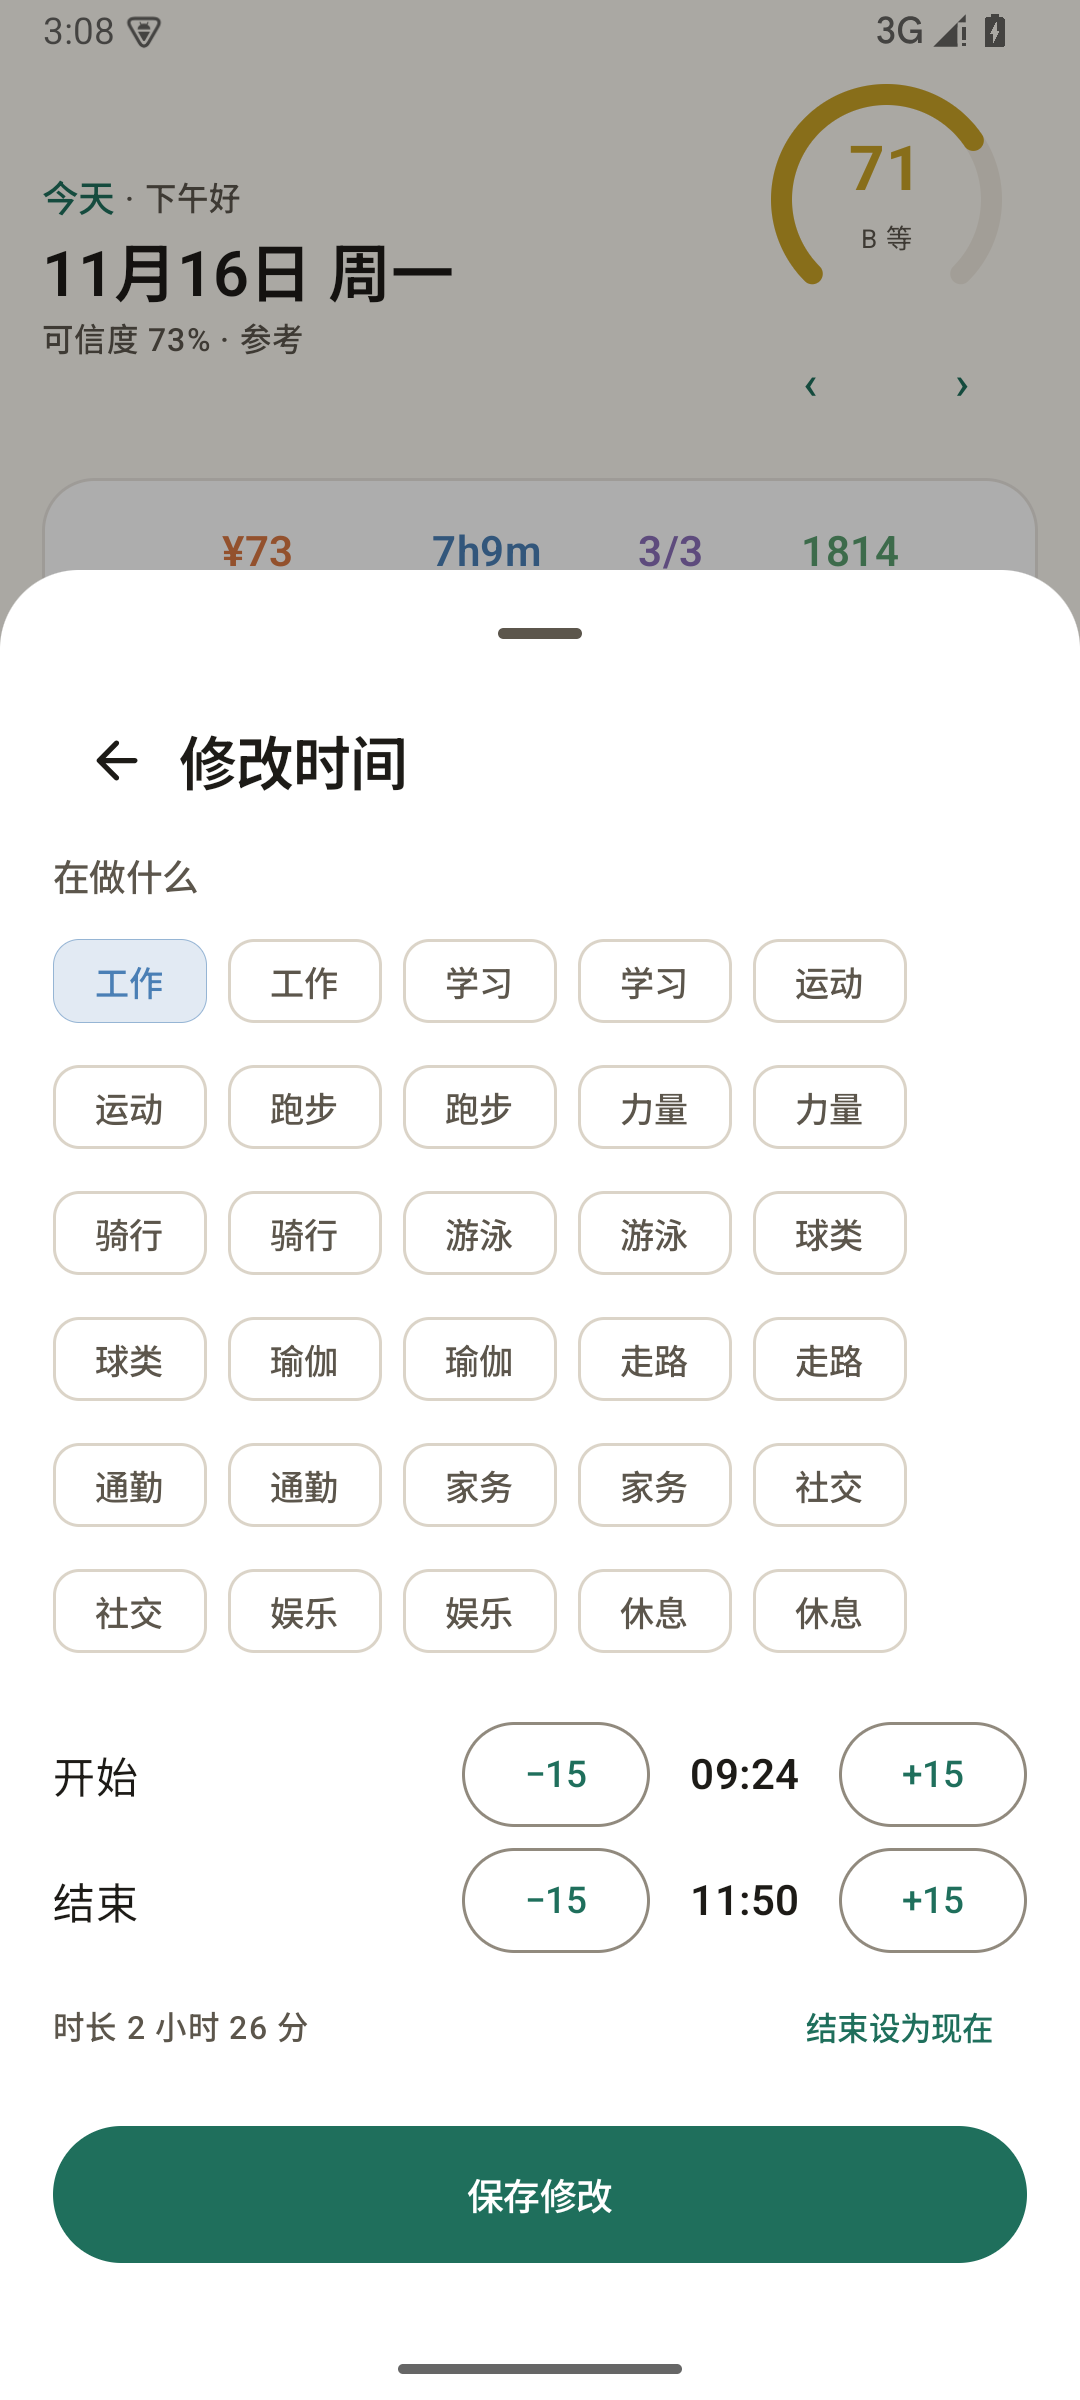 3:08 3G
今天 · 下午好
11月16日 周一
可信度 73% · 参考
71
B 等
‹ ›
¥73 7h9m 3/3 1814
修改时间
在做什么
工作 工作 学习 学习 运动
运动 跑步 跑步 力量 力量
骑行 骑行 游泳 游泳 球类
球类 瑜伽 瑜伽 走路 走路
通勤 通勤 家务 家务 社交
社交 娱乐 娱乐 休息 休息
开始 −15 09:24 +15
结束 −15 11:50 +15
时长 2 小时 26 分 结束设为现在
保存修改